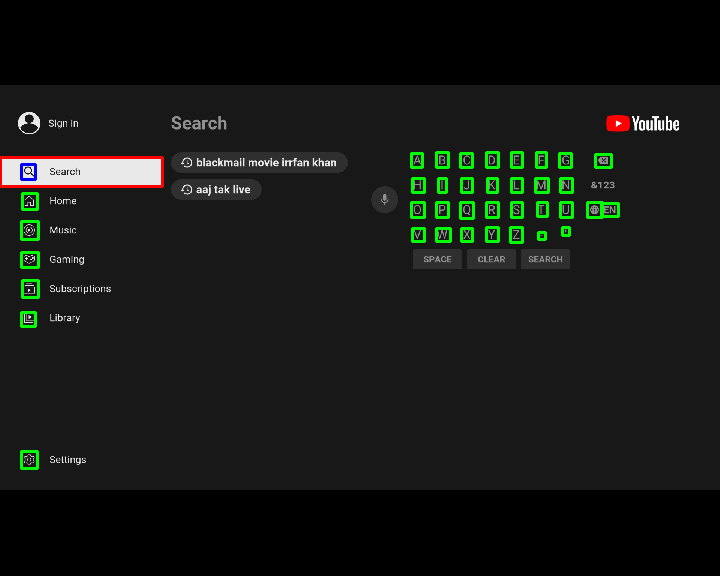 Sign In
Search
YouTube
Search
Home
Music
Gaming
Subscriptions
Library
Settings
blackmail movie irrfan khan
aaj tak live
A B C D E F G
H I J K L M N &123
O P Q R S T U EN
V W X Y Z - '
SPACE CLEAR SEARCH